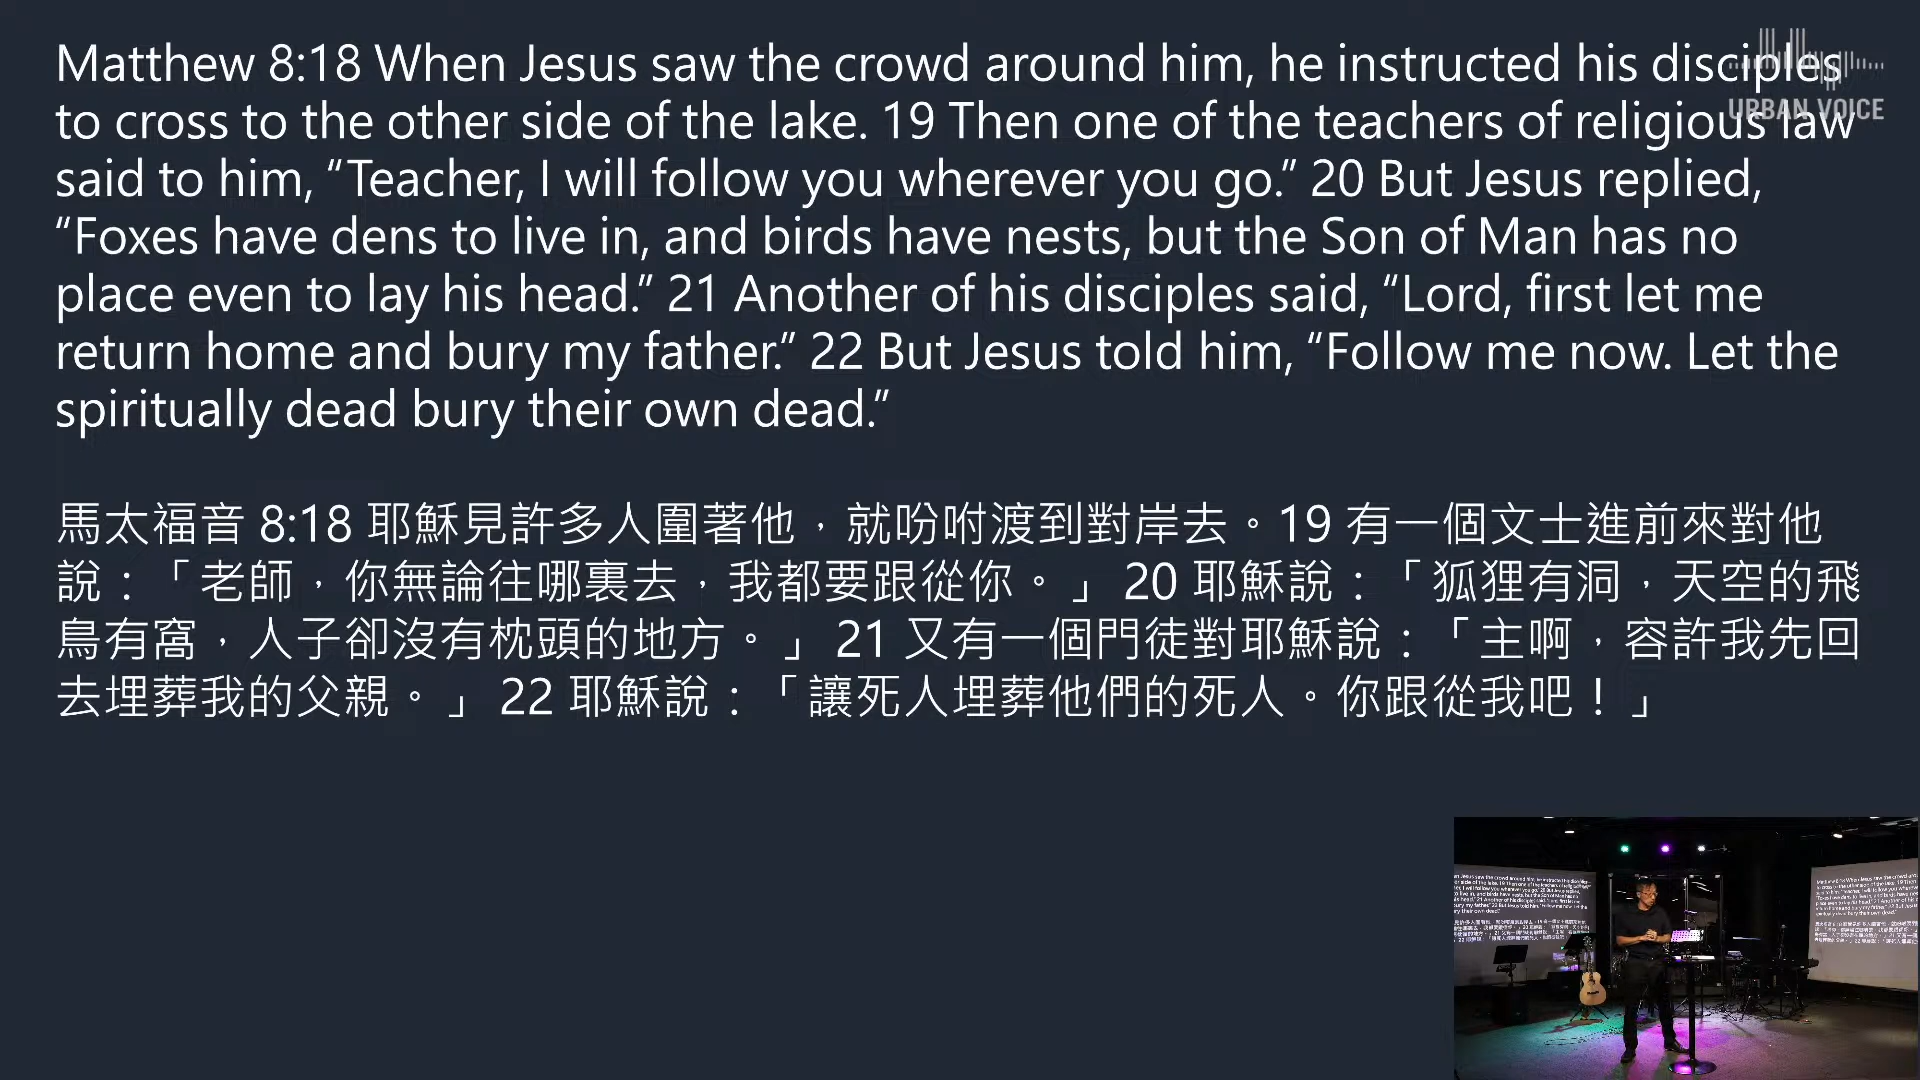 Matthew 8:18 When Jesus saw the crowd around him, he instructed his disciples
to cross to the other side of the lake. 19 Then one of the teachers of religious law
said to him, “Teacher, I will follow you wherever you go.” 20 But Jesus replied,
“Foxes have dens to live in, and birds have nests, but the Son of Man has no
place even to lay his head.” 21 Another of his disciples said, “Lord, first let me
return home and bury my father.” 22 But Jesus told him, “Follow me now. Let the
spiritually dead bury their own dead.”
URBAN VOICE
馬太福音 8:18 耶穌見許多人圍著他，就吩咐渡到對岸去。19 有一個文士進前來對他
說：「老師，你無論往哪裏去，我都要跟從你。」 20 耶穌說：「狐狸有洞，天空的飛
鳥有窩，人子卻沒有枕頭的地方。」 21 又有一個門徒對耶穌說：「主啊，容許我先回
去埋葬我的父親。」 22 耶穌說：「讓死人埋葬他們的死人。你跟從我吧！」